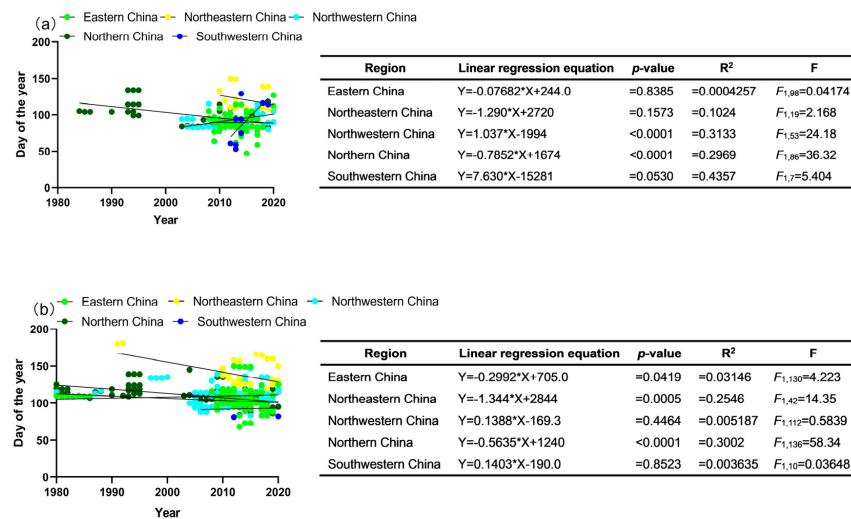 (a)
Eastern China Northeastern China Northwestern China
Northern China Southwestern China
200
150
100
50
0
Day of the year
1980 1990 2000 2010 2020
Year
Region Linear regression equation p-value R² F
Eastern China Y=-0.07682*X+244.0 =0.8385 =0.0004257 F1,98=0.04174
Northeastern China Y=-1.290*X+2720 =0.1573 =0.1024 F1,19=2.168
Northwestern China Y=1.037*X-1994 <0.0001 =0.3133 F1,53=24.18
Northern China Y=-0.7852*X+1674 <0.0001 =0.2969 F1,86=36.32
Southwestern China Y=7.630*X-15281 =0.0530 =0.4357 F1,7=5.404
(b)
Eastern China Northeastern China Northwestern China
Northern China Southwestern China
200
150
100
50
0
Day of the year
1980 1990 2000 2010 2020
Year
Region Linear regression equation p-value R² F
Eastern China Y=-0.2992*X+705.0 =0.0419 =0.03146 F1,130=4.223
Northeastern China Y=-1.344*X+2844 =0.0005 =0.2546 F1,42=14.35
Northwestern China Y=0.1388*X-169.3 =0.4464 =0.005187 F1,112=0.5839
Northern China Y=-0.5635*X+1240 <0.0001 =0.3002 F1,136=58.34
Southwestern China Y=0.1403*X-190.0 =0.8523 =0.003635 F1,10=0.03648